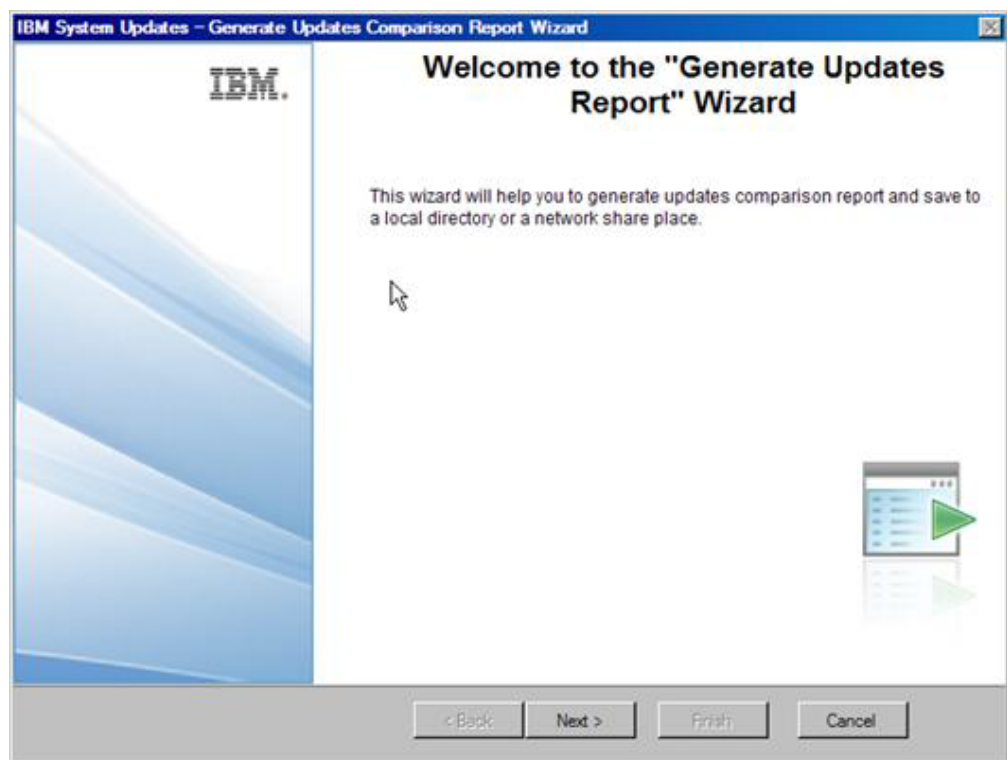 IBM System Updates – Generate Updates Comparison Report Wizard
IBM.
Welcome to the "Generate Updates
Report" Wizard
This wizard will help you to generate updates comparison report and save to
a local directory or a network share place.
< Back
Next >
Finish
Cancel